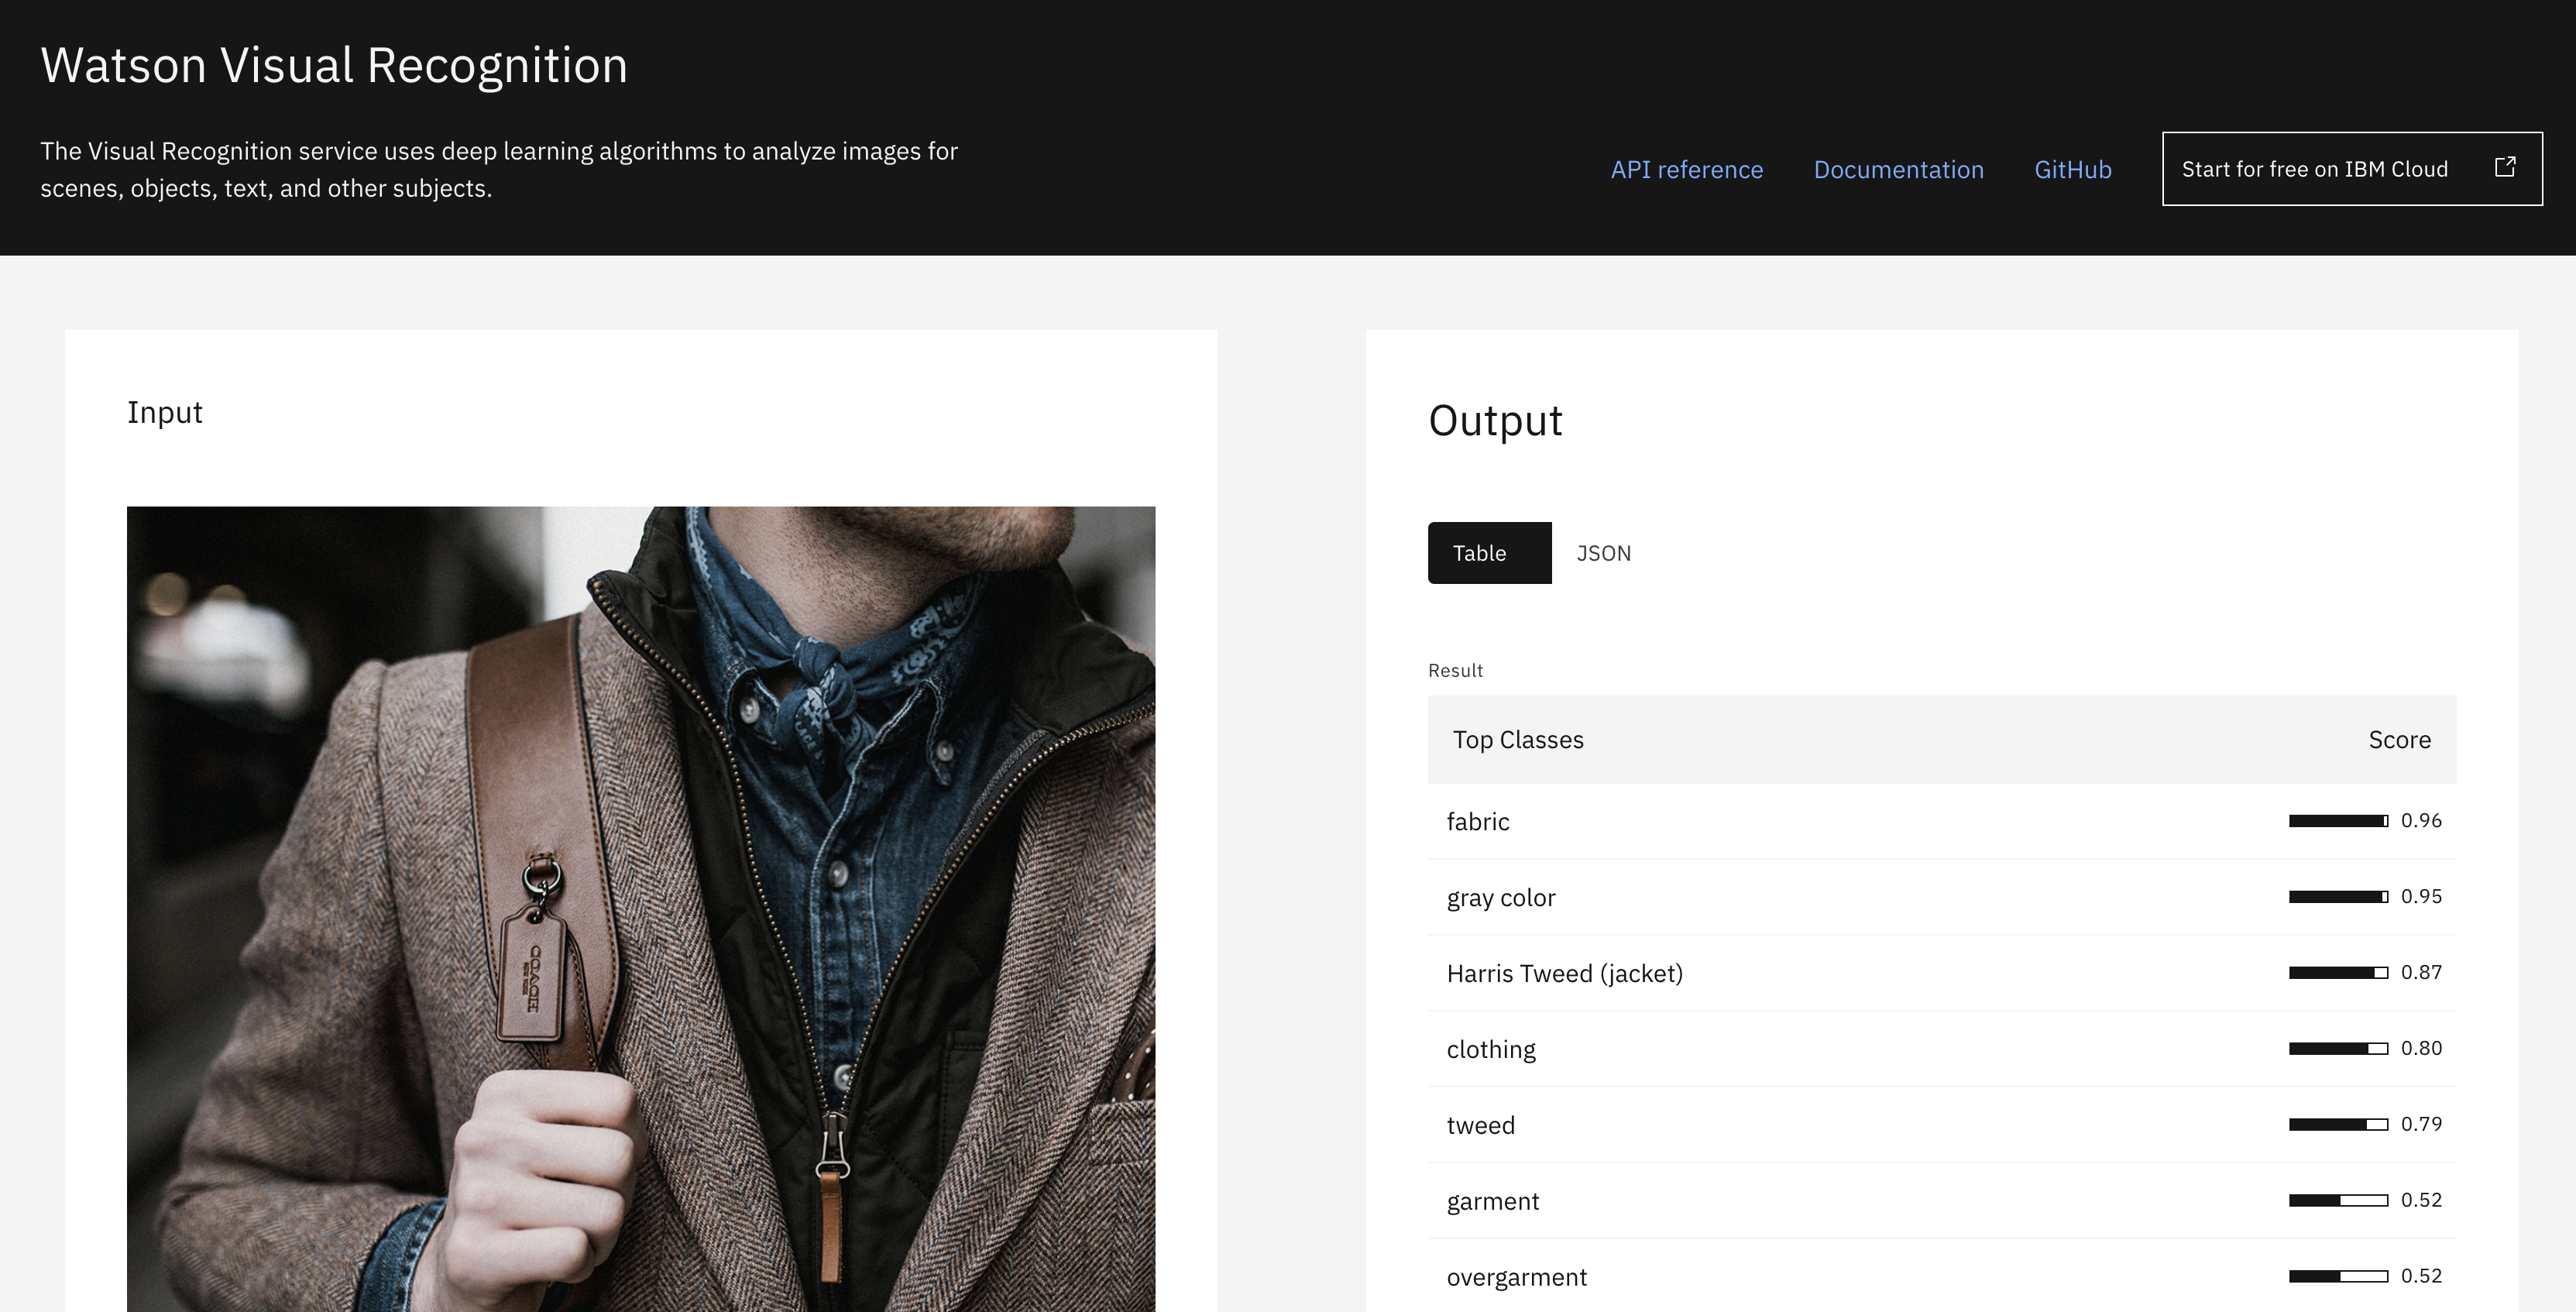 Watson Visual Recognition
The Visual Recognition service uses deep learning algorithms to analyze images for
scenes, objects, text, and other subjects.
API reference
Documentation
GitHub
Start for free on IBM Cloud
Input
COACH
Output
Table
JSON
Result
Top Classes Score
fabric 0.96
gray color 0.95
Harris Tweed (jacket) 0.87
clothing 0.80
tweed 0.79
garment 0.52
overgarment 0.52